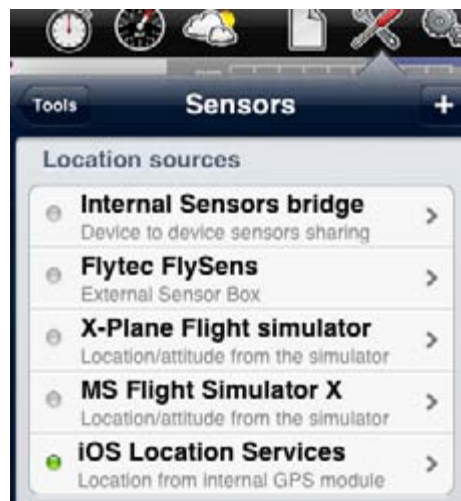 Tools
Sensors
+
Location sources
Internal Sensors bridge
Device to device sensors sharing
Flytec FlySens
External Sensor Box
X-Plane Flight simulator
Location/attitude from the simulator
MS Flight Simulator X
Location/attitude from the simulator
iOS Location Services
Location from internal GPS module